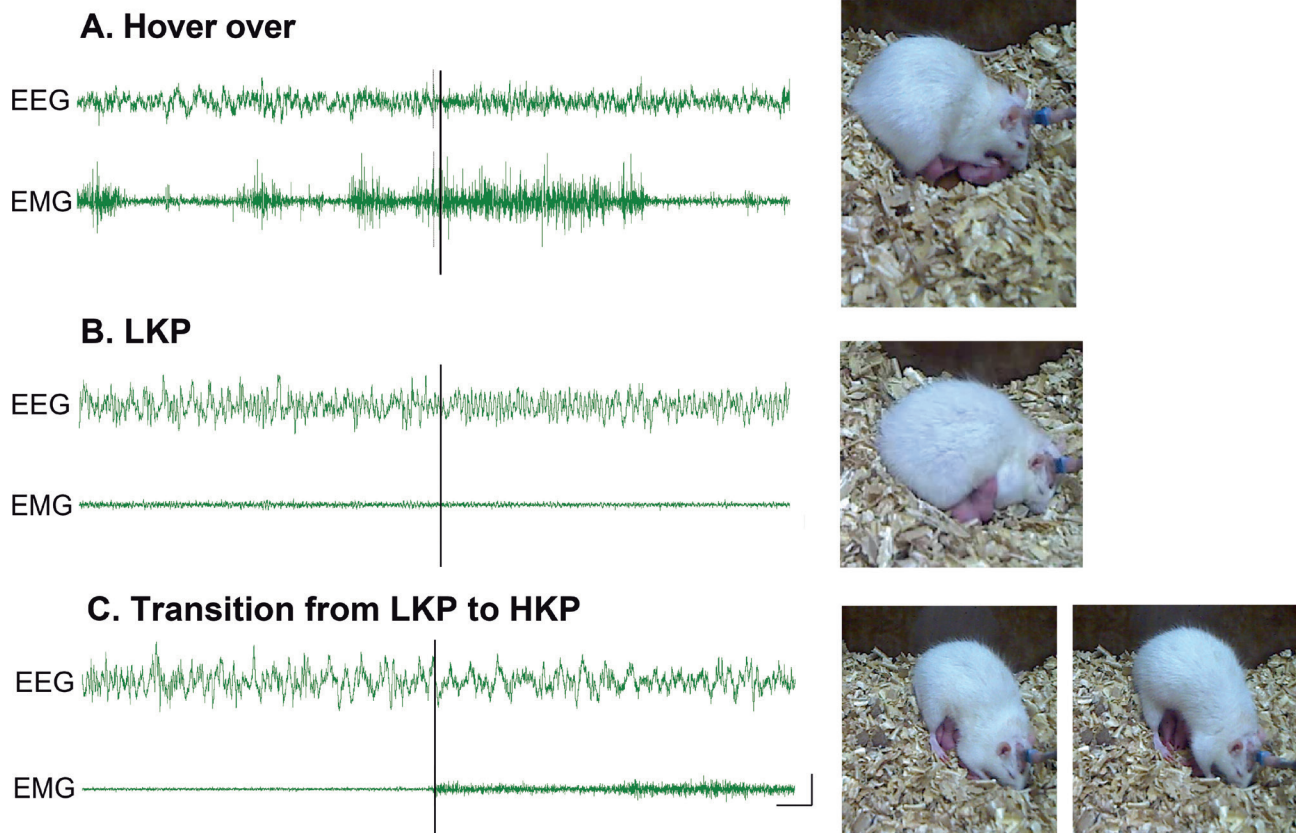 A. Hover over
EEG
EMG
B. LKP
EEG
EMG
C. Transition from LKP to HKP
EEG
EMG